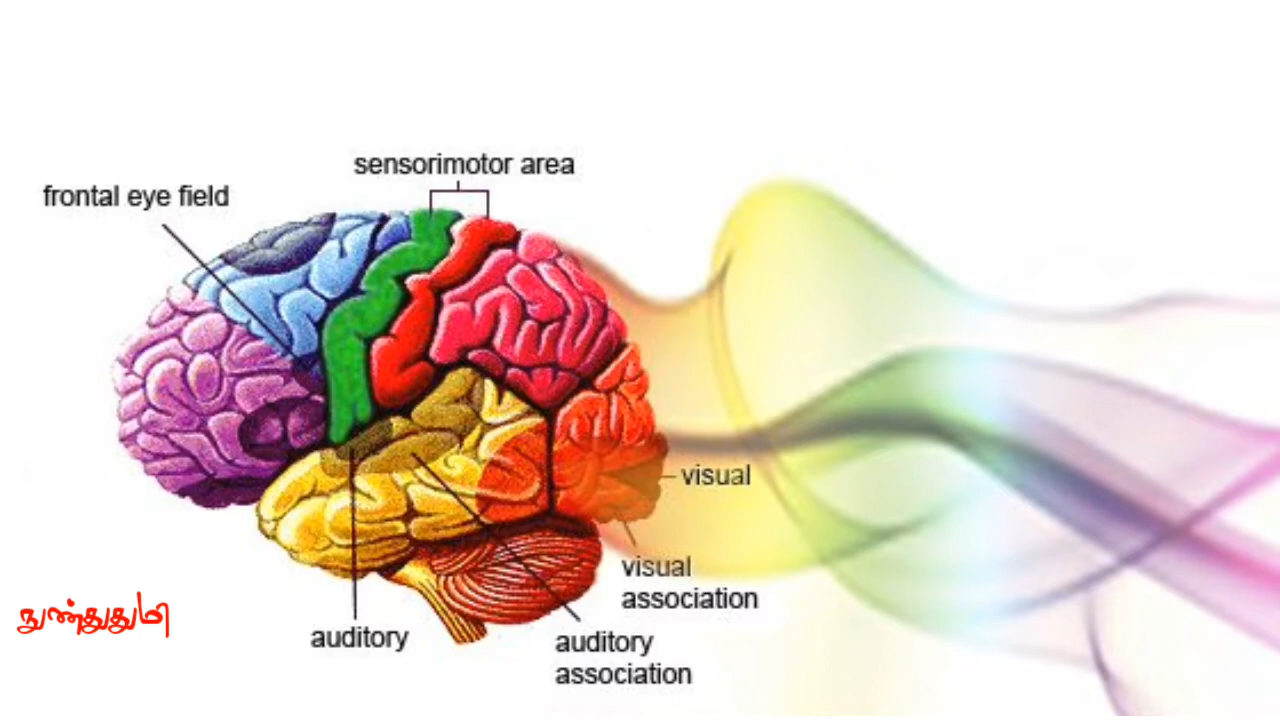 sensorimotor area
frontal eye field
visual
visual
association
auditory
auditory
association
நுண்துதுமி